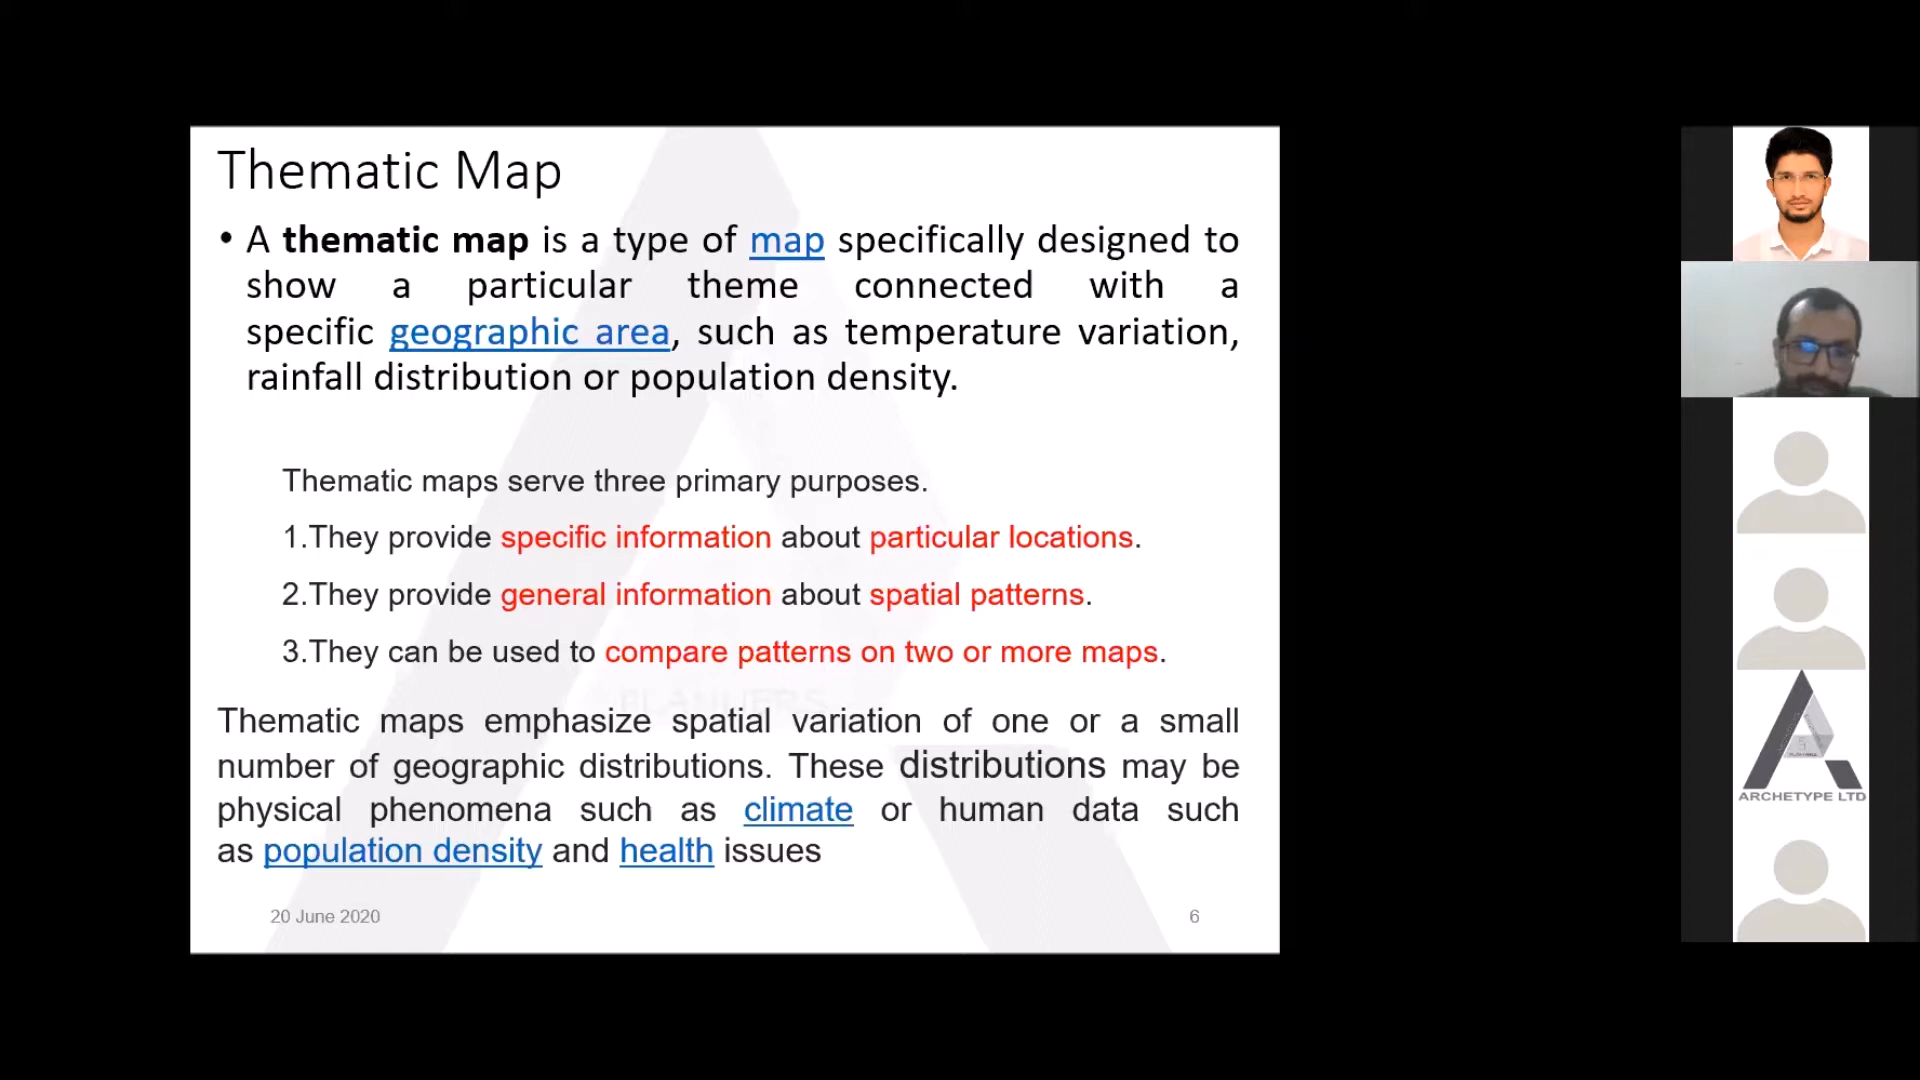 Thematic Map
• A thematic map is a type of map specifically designed to
show a particular theme connected with a
specific geographic area, such as temperature variation,
rainfall distribution or population density.
Thematic maps serve three primary purposes.
1.They provide specific information about particular locations.
2.They provide general information about spatial patterns.
3.They can be used to compare patterns on two or more maps.
PLANNERS
Thematic maps emphasize spatial variation of one or a small
number of geographic distributions. These distributions may be
physical phenomena such as climate or human data such
as population density and health issues
20 June 2020
6
ARCHETYPE LTD